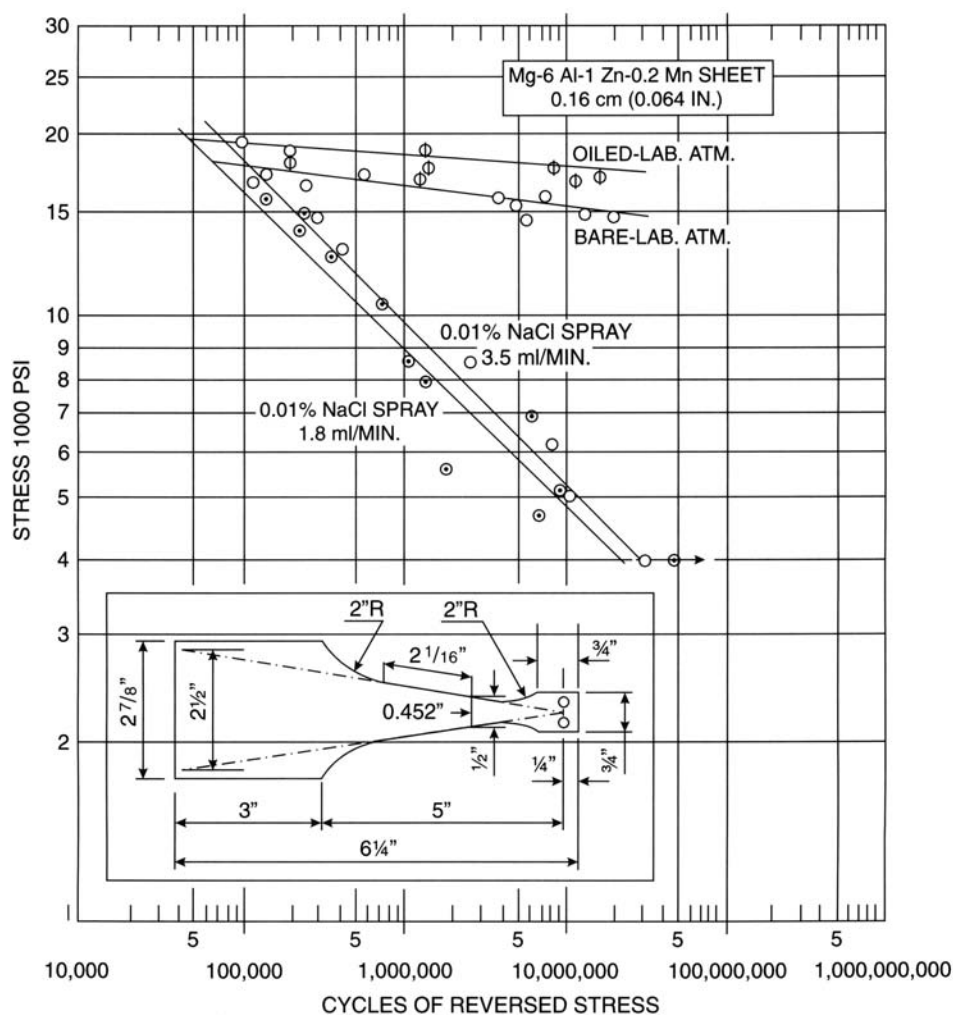 30
25
20
15
10
9
8
7
6
5
4
3
2
1
STRESS 1000 PSI
Mg-6 Al-1 Zn-0.2 Mn SHEET
0.16 cm (0.064 IN.)
OILED-LAB. ATM.
BARE-LAB. ATM.
0.01% NaCl SPRAY
3.5 ml/MIN.
0.01% NaCl SPRAY
1.8 ml/MIN.
2”R
2”R
2 1/16”
¾”
2 7/8”
2½”
0.452”
½”
¼”
¾”
3”
5”
6¼”
5 5 5 5 5
10,000 100,000 1,000,000 10,000,000 100,000,000 1,000,000,000
CYCLES OF REVERSED STRESS